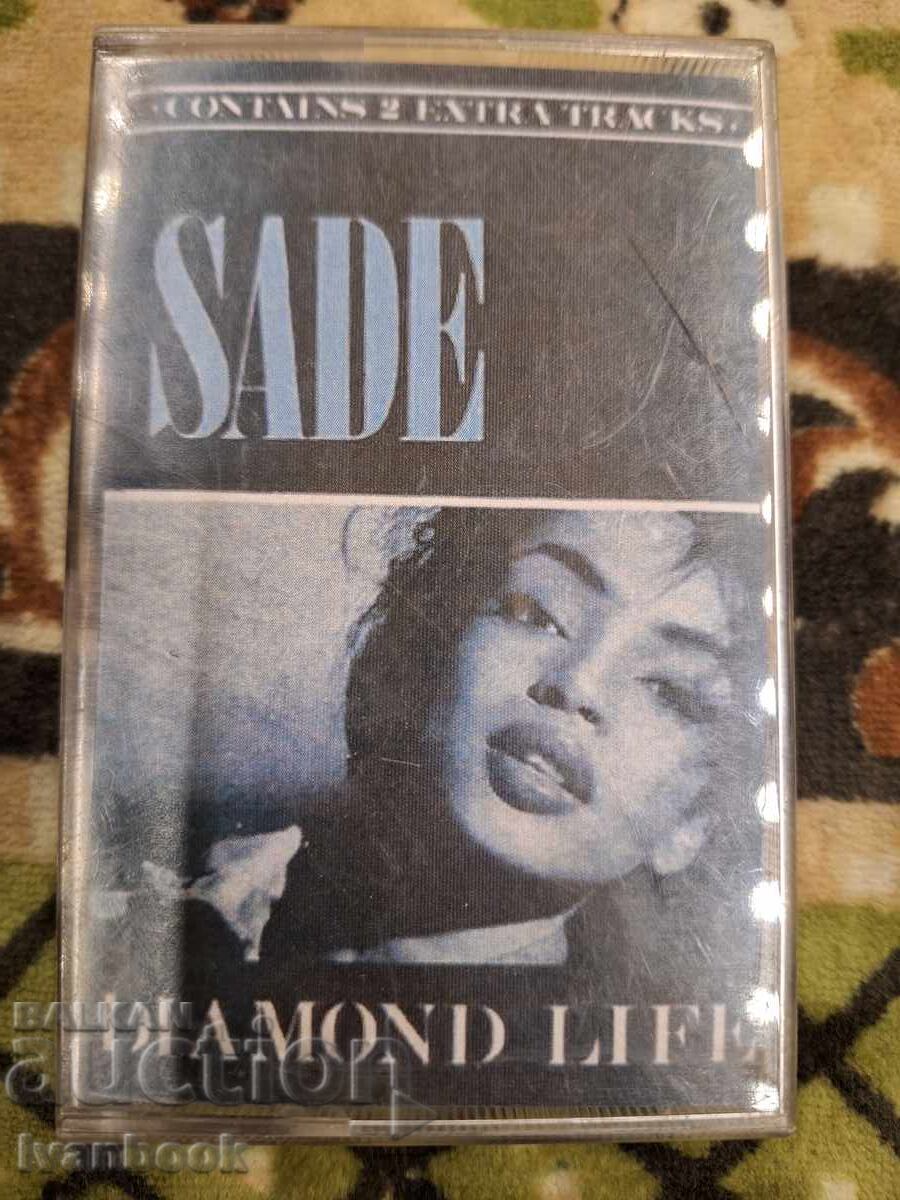 ·CONTAINS 2 EXTRA TRACKS·
SADE
DIAMOND LIFE
BALKAN
auction
Ivanbook